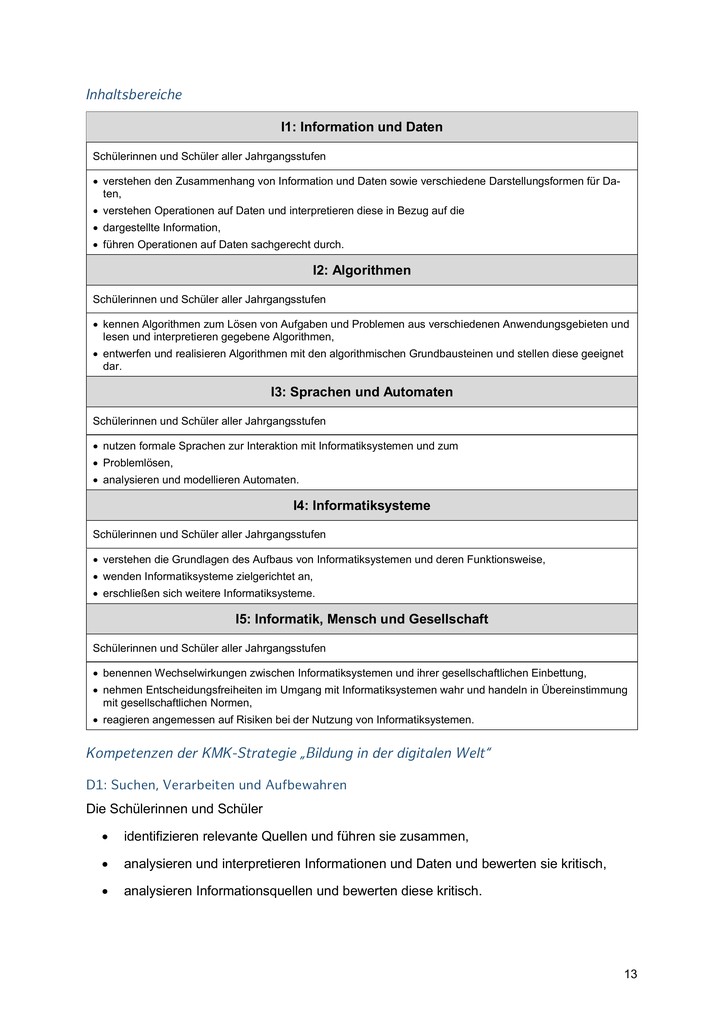 Inhaltsbereiche
I1: Information und Daten
Schülerinnen und Schüler aller Jahrgangsstufen
• verstehen den Zusammenhang von Information und Daten sowie verschiedene Darstellungsformen für Da-
ten,
• verstehen Operationen auf Daten und interpretieren diese in Bezug auf die
• dargestellte Information,
• führen Operationen auf Daten sachgerecht durch.
I2: Algorithmen
Schülerinnen und Schüler aller Jahrgangsstufen
• kennen Algorithmen zum Lösen von Aufgaben und Problemen aus verschiedenen Anwendungsgebieten und
lesen und interpretieren gegebene Algorithmen,
• entwerfen und realisieren Algorithmen mit den algorithmischen Grundbausteinen und stellen diese geeignet
dar.
I3: Sprachen und Automaten
Schülerinnen und Schüler aller Jahrgangsstufen
• nutzen formale Sprachen zur Interaktion mit Informatiksystemen und zum
• Problemlösen,
• analysieren und modellieren Automaten.
I4: Informatiksysteme
Schülerinnen und Schüler aller Jahrgangsstufen
• verstehen die Grundlagen des Aufbaus von Informatiksystemen und deren Funktionsweise,
• wenden Informatiksysteme zielgerichtet an,
• erschließen sich weitere Informatiksysteme.
I5: Informatik, Mensch und Gesellschaft
Schülerinnen und Schüler aller Jahrgangsstufen
• benennen Wechselwirkungen zwischen Informatiksystemen und ihrer gesellschaftlichen Einbettung,
• nehmen Entscheidungsfreiheiten im Umgang mit Informatiksystemen wahr und handeln in Übereinstimmung
mit gesellschaftlichen Normen,
• reagieren angemessen auf Risiken bei der Nutzung von Informatiksystemen.
Kompetenzen der KMK-Strategie „Bildung in der digitalen Welt“
D1: Suchen, Verarbeiten und Aufbewahren
Die Schülerinnen und Schüler
• identifizieren relevante Quellen und führen sie zusammen,
• analysieren und interpretieren Informationen und Daten und bewerten sie kritisch,
• analysieren Informationsquellen und bewerten diese kritisch.
13